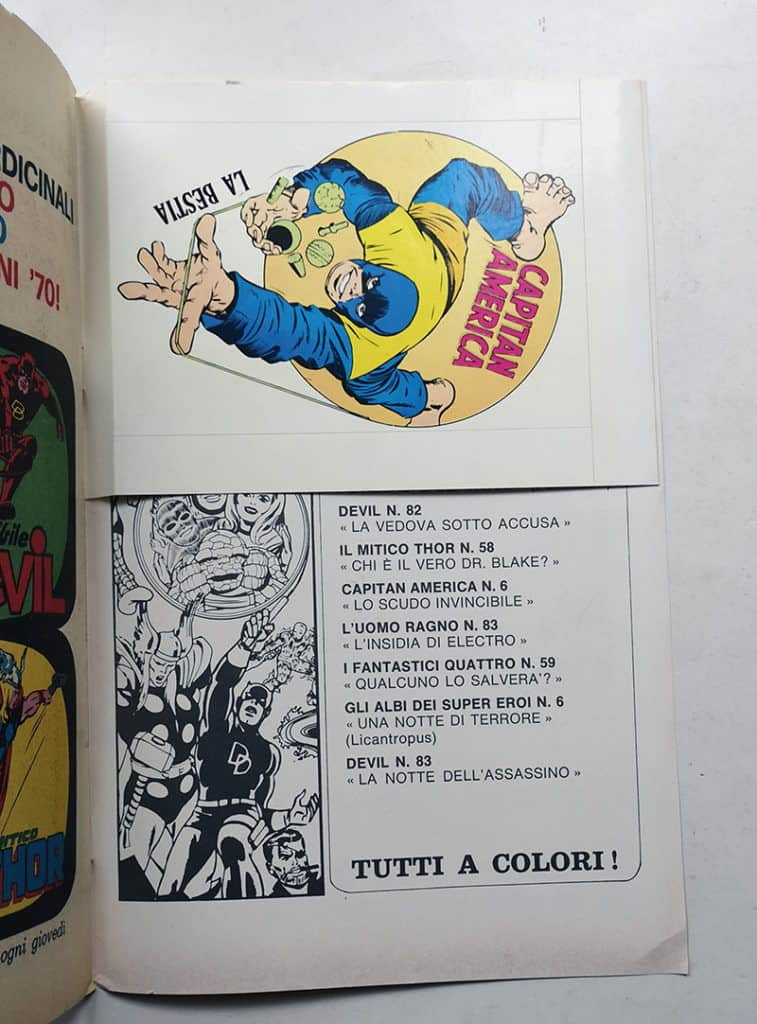 RDICINALI
O
O
NI '70!
VIL
THOR
ogni giovedì
LA BESTIA
CAPITAN
AMERICA
DEVIL N. 82
« LA VEDOVA SOTTO ACCUSA »
IL MITICO THOR N. 58
« CHI È IL VERO DR. BLAKE? »
CAPITAN AMERICA N. 6
« LO SCUDO INVINCIBILE »
L'UOMO RAGNO N. 83
« L'INSIDIA DI ELECTRO »
I FANTASTICI QUATTRO N. 59
« QUALCUNO LO SALVERA'? »
GLI ALBI DEI SUPER EROI N. 6
« UNA NOTTE DI TERRORE »
(Licantropus)
DEVIL N. 83
« LA NOTTE DELL'ASSASSINO »
TUTTI A COLORI !